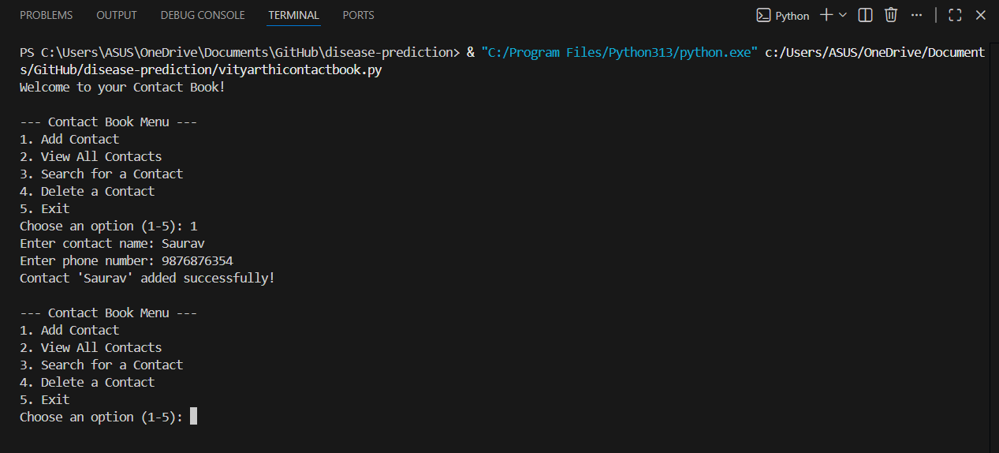 PROBLEMS OUTPUT DEBUG CONSOLE TERMINAL PORTS Python
PS C:\Users\ASUS\OneDrive\Documents\GitHub\disease-prediction> & "C:/Program Files/Python313/python.exe" c:/Users/ASUS/OneDrive/Document
s/GitHub/disease-prediction/vityarthicontactbook.py
Welcome to your Contact Book!
--- Contact Book Menu ---
1. Add Contact
2. View All Contacts
3. Search for a Contact
4. Delete a Contact
5. Exit
Choose an option (1-5): 1
Enter contact name: Saurav
Enter phone number: 9876876354
Contact 'Saurav' added successfully!
--- Contact Book Menu ---
1. Add Contact
2. View All Contacts
3. Search for a Contact
4. Delete a Contact
5. Exit
Choose an option (1-5):